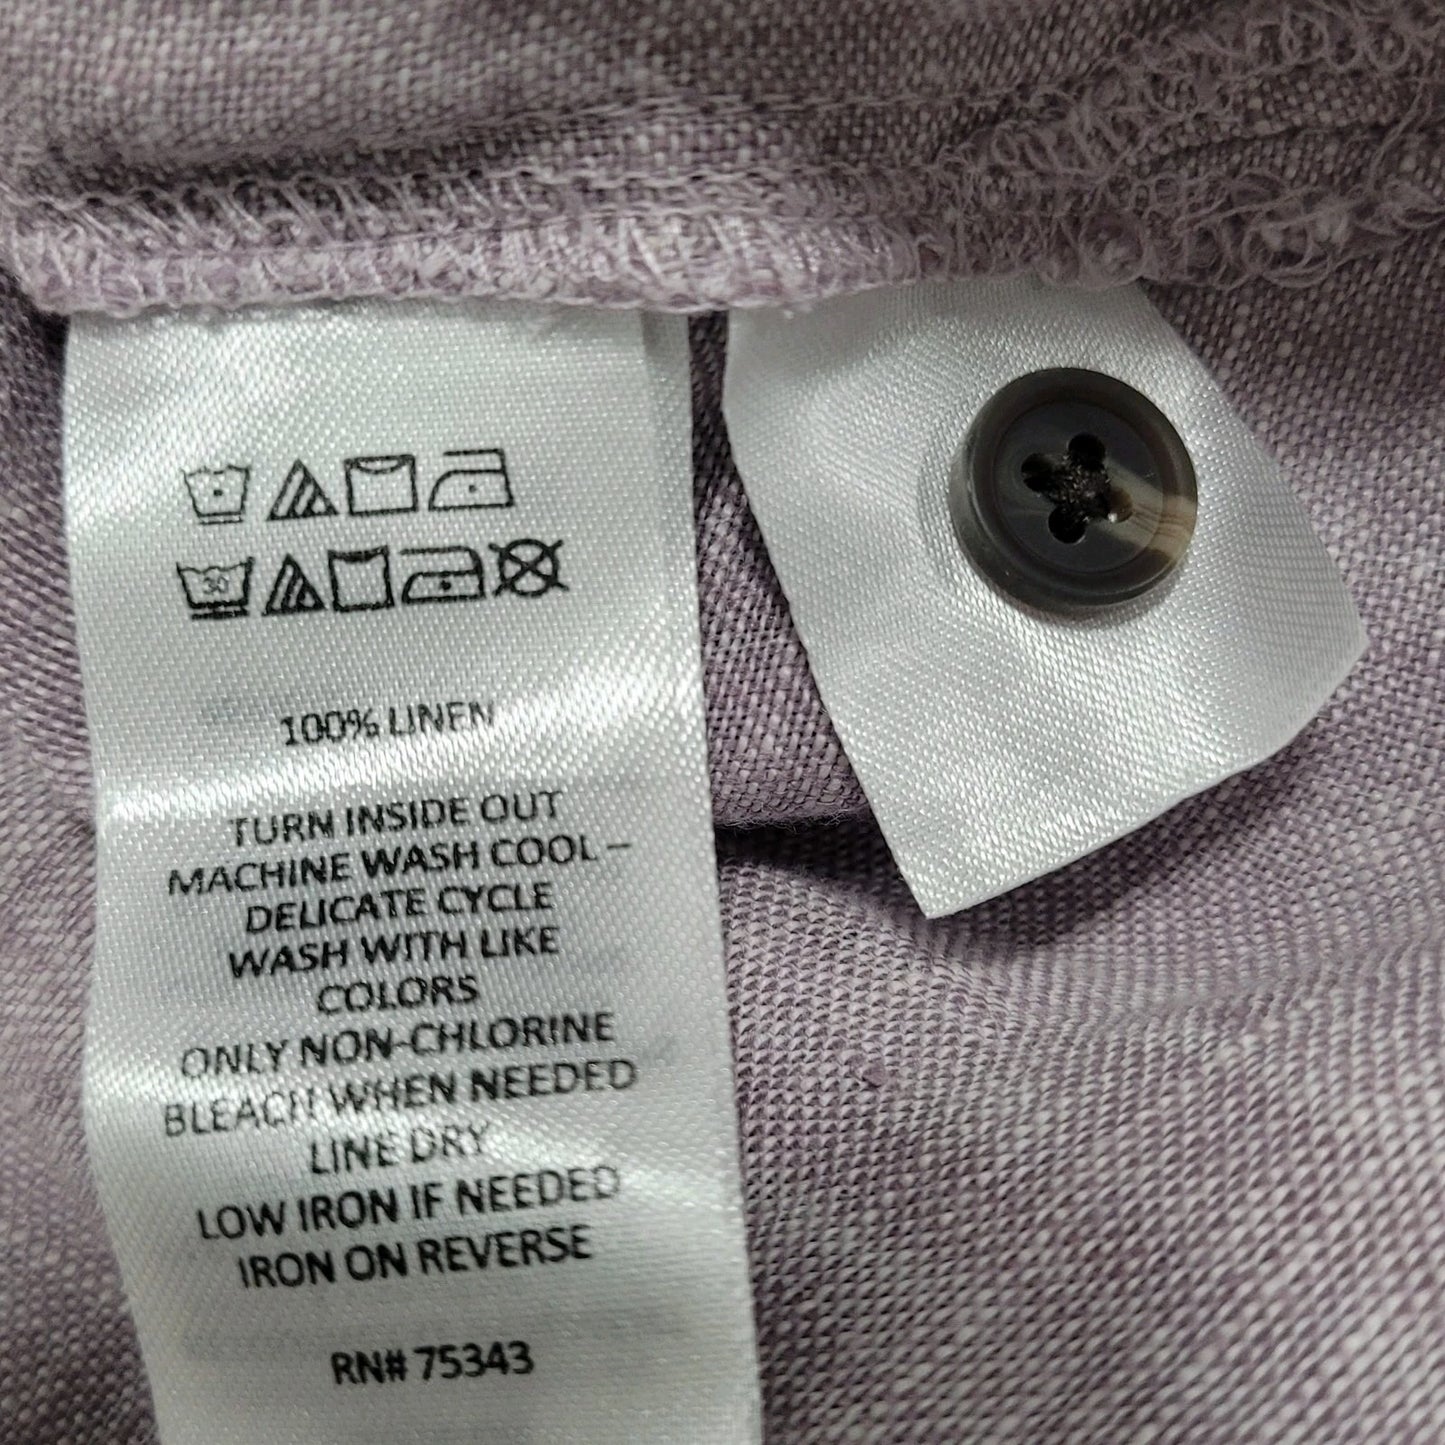 30
100% LINEN
TURN INSIDE OUT
MACHINE WASH COOL –
DELICATE CYCLE
WASH WITH LIKE
COLORS
ONLY NON-CHLORINE
BLEACH WHEN NEEDED
LINE DRY
LOW IRON IF NEEDED
IRON ON REVERSE
RN# 75343